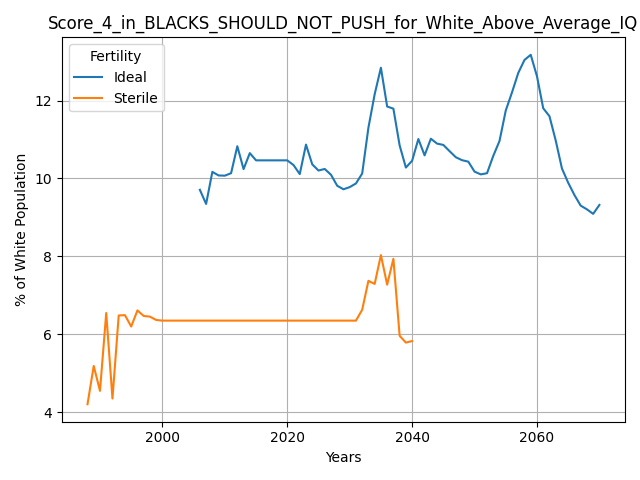 Score_4_in_BLACKS_SHOULD_NOT_PUSH_for_White_Above_Average_IQ
Fertility
Ideal
Sterile
% of White Population
12
10
8
6
4
2000
2020
2040
2060
Years